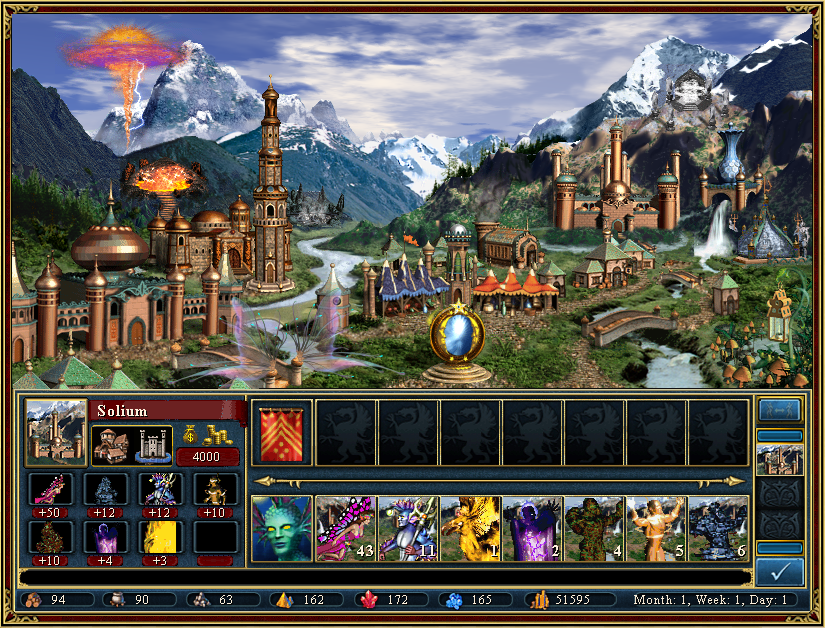 Solium
4000
+50 +12 +12 +10
+10 +4 +3
43 11 1 2 4 5 6
94 90 63 162 172 165 51595 Month: 1, Week: 1, Day: 1